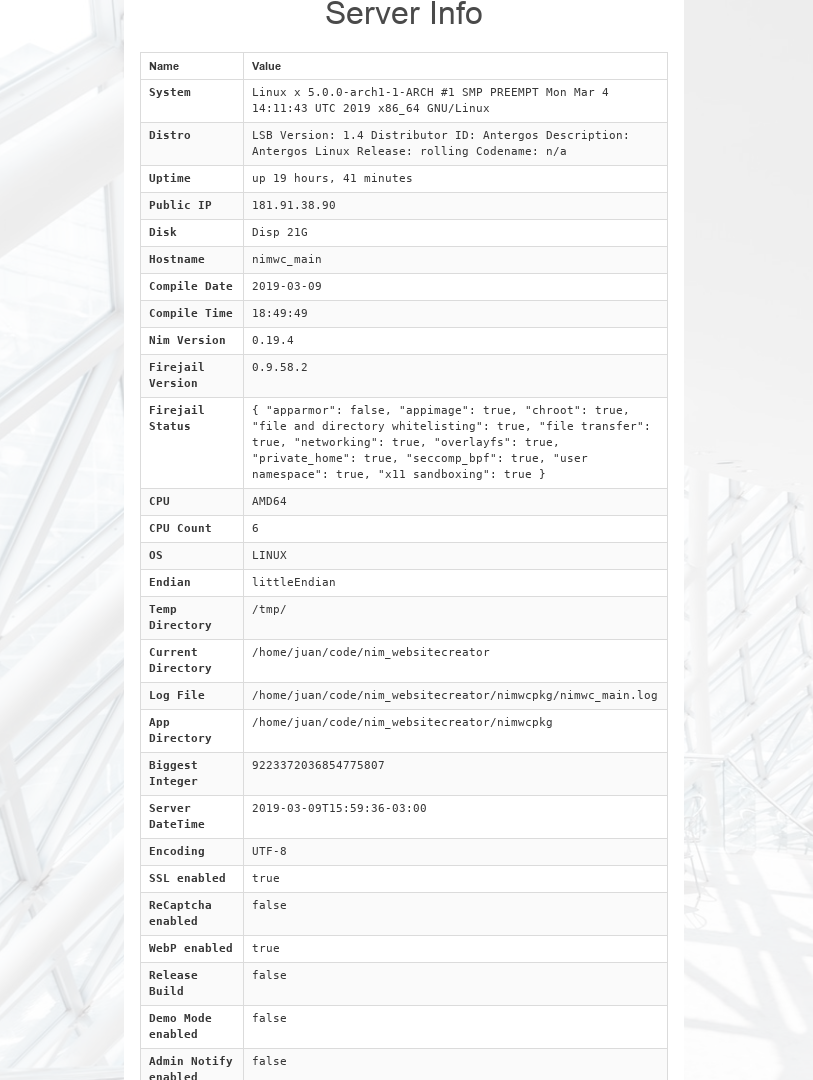 Server Info
Name Value
System Linux x 5.0.0-arch1-1-ARCH #1 SMP PREEMPT Mon Mar 4
14:11:43 UTC 2019 x86_64 GNU/Linux
Distro LSB Version: 1.4 Distributor ID: Antergos Description:
Antergos Linux Release: rolling Codename: n/a
Uptime up 19 hours, 41 minutes
Public IP 181.91.38.90
Disk Disp 21G
Hostname nimwc_main
Compile Date 2019-03-09
Compile Time 18:49:49
Nim Version 0.19.4
Firejail 0.9.58.2
Version
Firejail { "apparmor": false, "appimage": true, "chroot": true,
Status "file and directory whitelisting": true, "file transfer":
true, "networking": true, "overlayfs": true,
"private_home": true, "seccomp_bpf": true, "user
namespace": true, "x11 sandboxing": true }
CPU AMD64
CPU Count 6
OS LINUX
Endian littleEndian
Temp /tmp/
Directory
Current /home/juan/code/nim_websitecreator
Directory
Log File /home/juan/code/nim_websitecreator/nimwcpkg/nimwc_main.log
App /home/juan/code/nim_websitecreator/nimwcpkg
Directory
Biggest 9223372036854775807
Integer
Server 2019-03-09T15:59:36-03:00
DateTime
Encoding UTF-8
SSL enabled true
ReCaptcha false
enabled
WebP enabled true
Release false
Build
Demo Mode false
enabled
Admin Notify false
enabled